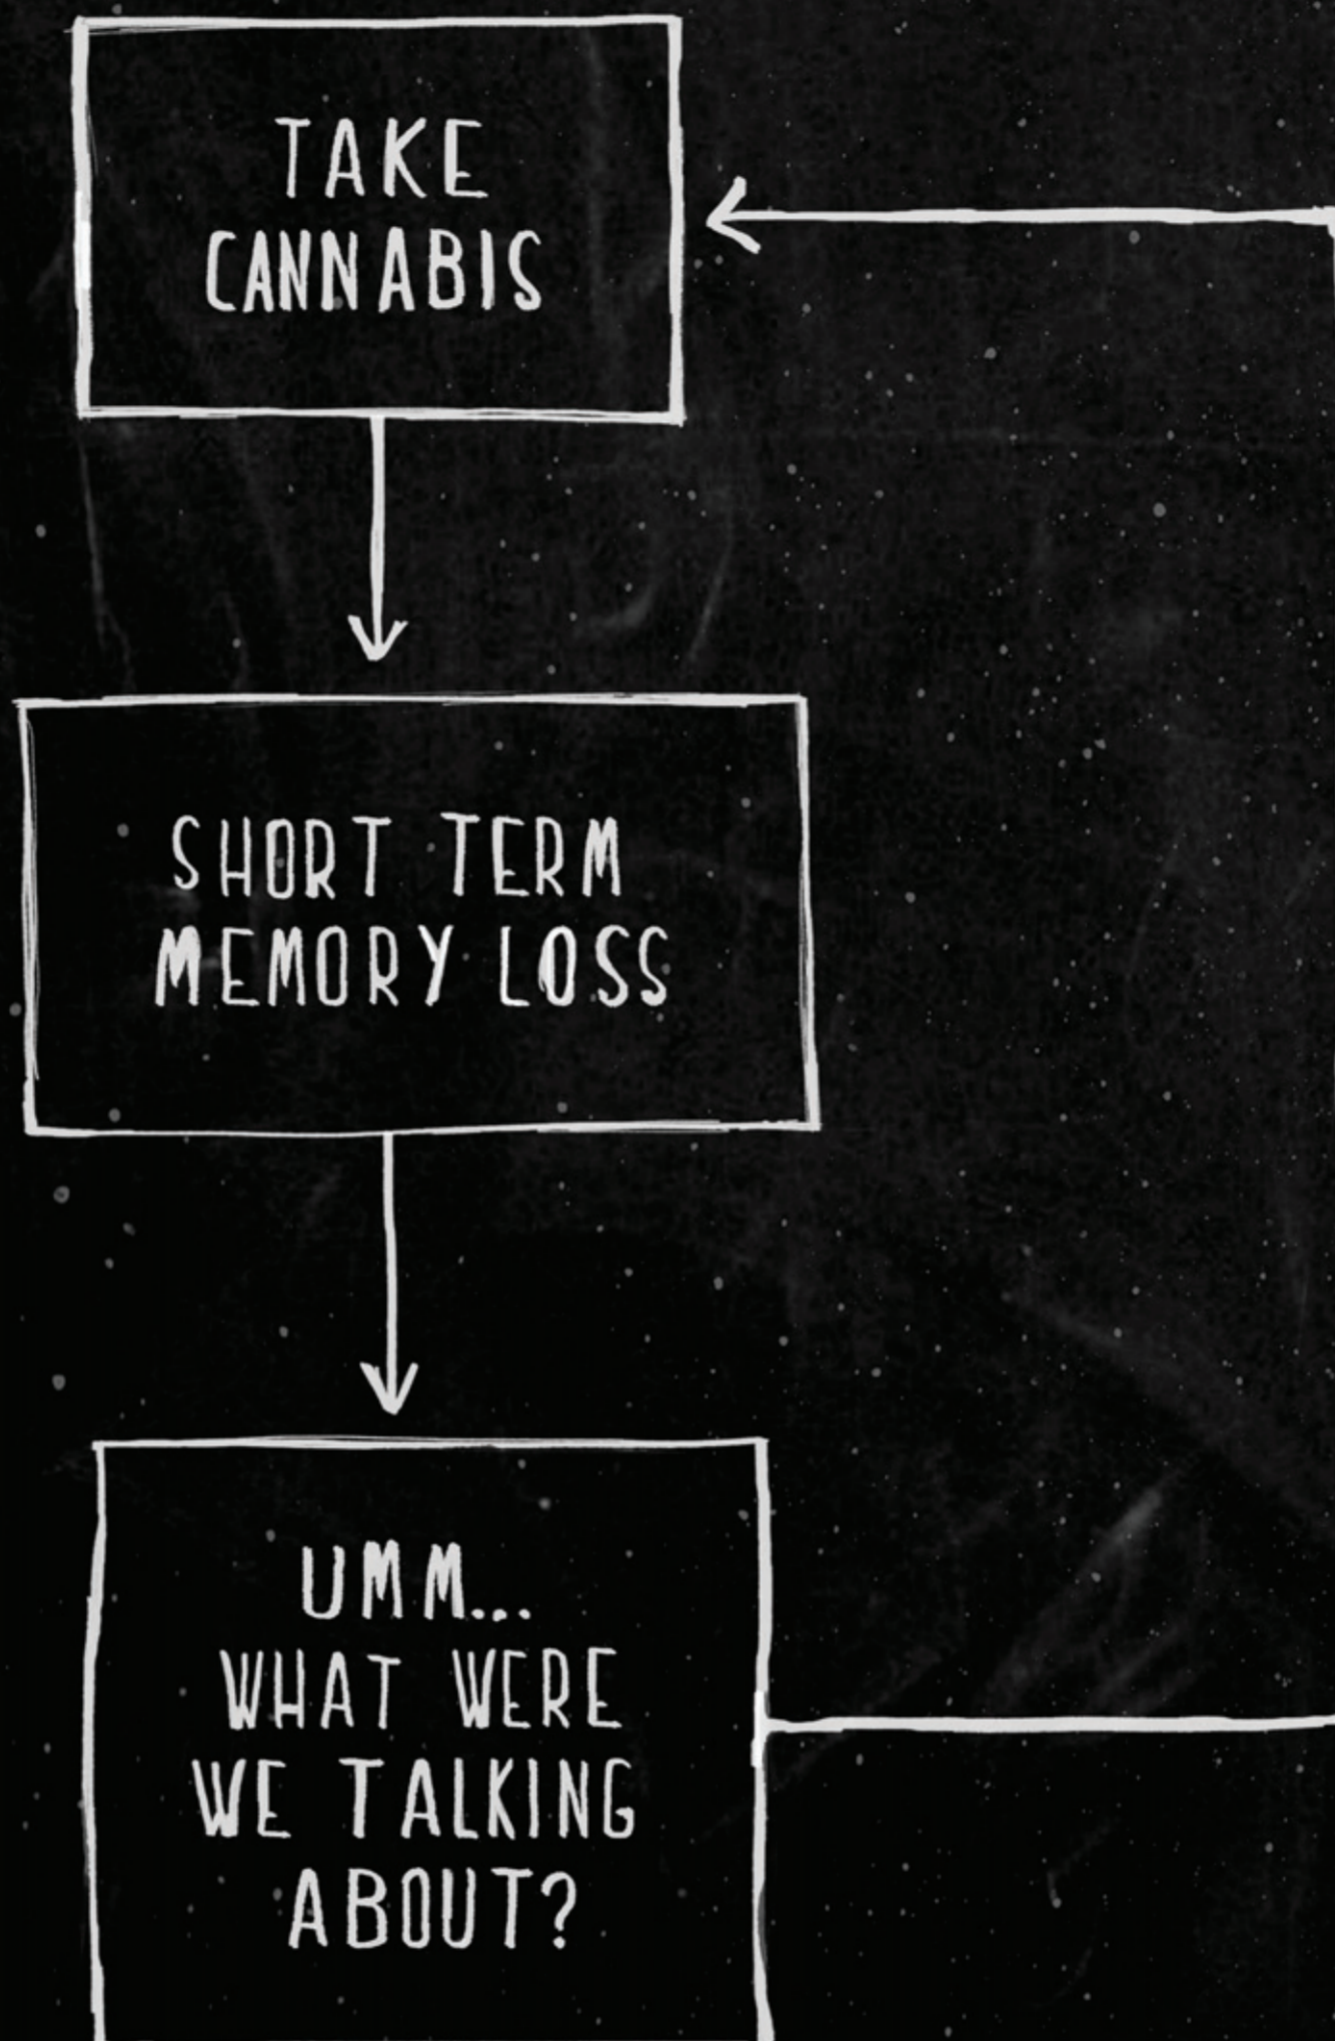 TAKE
CANNABIS
SHORT TERM
MEMORY LOSS
UMM...
WHAT WERE
WE TALKING
ABOUT?